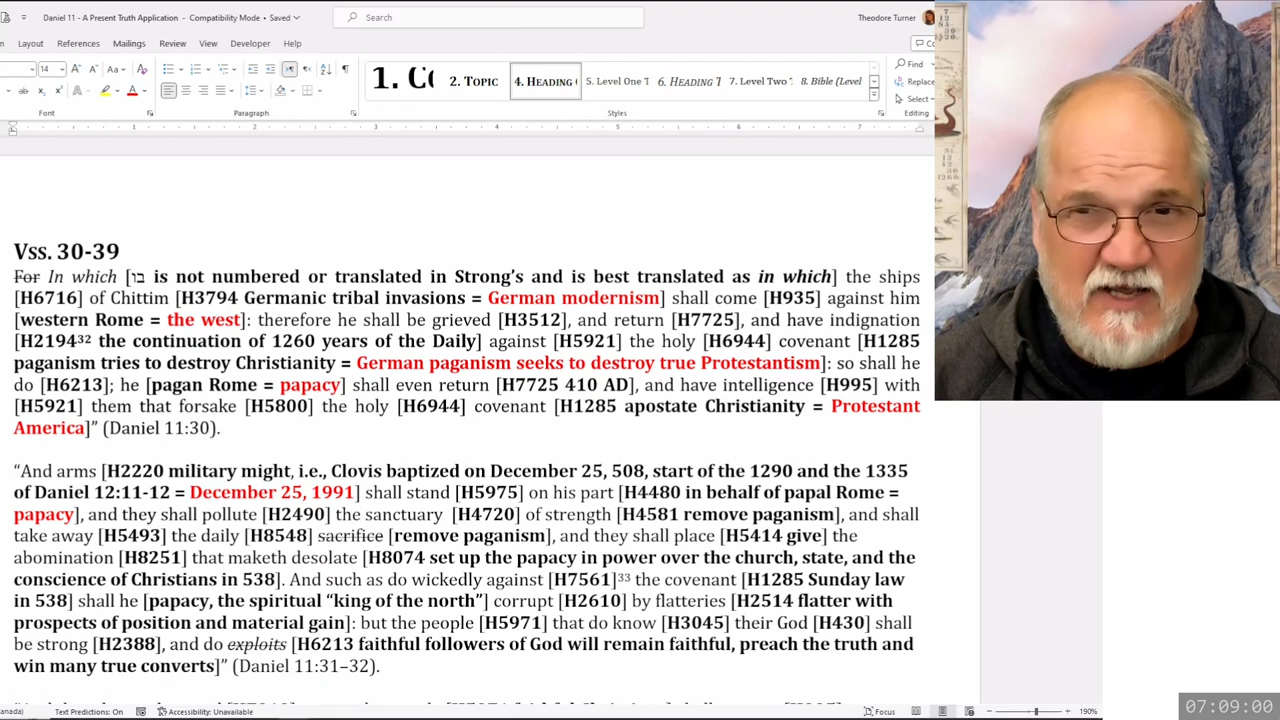 Daniel 11 - A Present Truth Application - Compatibility Mode • Saved
Search
Theodore Turner
Layout References Mailings Review View Developer Help
14
Aa
Find
Replace
Select
2. Topic
4. Heading
5. Level One T
6. Heading T
7. Level Two
8. Bible (Level
Font Paragraph Styles
1 2 3 4 5 6 7
Vss. 30-39
For In which [בו is not numbered or translated in Strong's and is best translated as in which] the ships
[H6716] of Chittim [H3794 Germanic tribal invasions = German modernism] shall come [H935] against him
[western Rome = the west]: therefore he shall be grieved [H3512], and return [H7725], and have indignation
[H2194³² the continuation of 1260 years of the Daily] against [H5921] the holy [H6944] covenant [H1285
paganism tries to destroy Christianity = German paganism seeks to destroy true Protestantism]: so shall he
do [H6213]; he [pagan Rome = papacy] shall even return [H7725 410 AD], and have intelligence [H995] with
[H5921] them that forsake [H5800] the holy [H6944] covenant [H1285 apostate Christianity = Protestant
America]” (Daniel 11:30).
“And arms [H2220 military might, i.e., Clovis baptized on December 25, 508, start of the 1290 and the 1335
of Daniel 12:11-12 = December 25, 1991] shall stand [H5975] on his part [H4480 in behalf of papal Rome =
papacy], and they shall pollute [H2490] the sanctuary [H4720] of strength [H4581 remove paganism], and shall
take away [H5493] the daily [H8548] sacrifice [remove paganism], and they shall place [H5414 give] the
abomination [H8251] that maketh desolate [H8074 set up the papacy in power over the church, state, and the
conscience of Christians in 538]. And such as do wickedly against [H7561]³³ the covenant [H1285 Sunday law
in 538] shall he [papacy, the spiritual “king of the north”] corrupt [H2610] by flatteries [H2514 flatter with
prospects of position and material gain]: but the people [H5971] that do know [H3045] their God [H430] shall
be strong [H2388], and do exploits [H6213 faithful followers of God will remain faithful, preach the truth and
win many true converts]” (Daniel 11:31–32).
anada) Text Predictions: On Accessibility: Unavailable Focus 190%
07:09:00